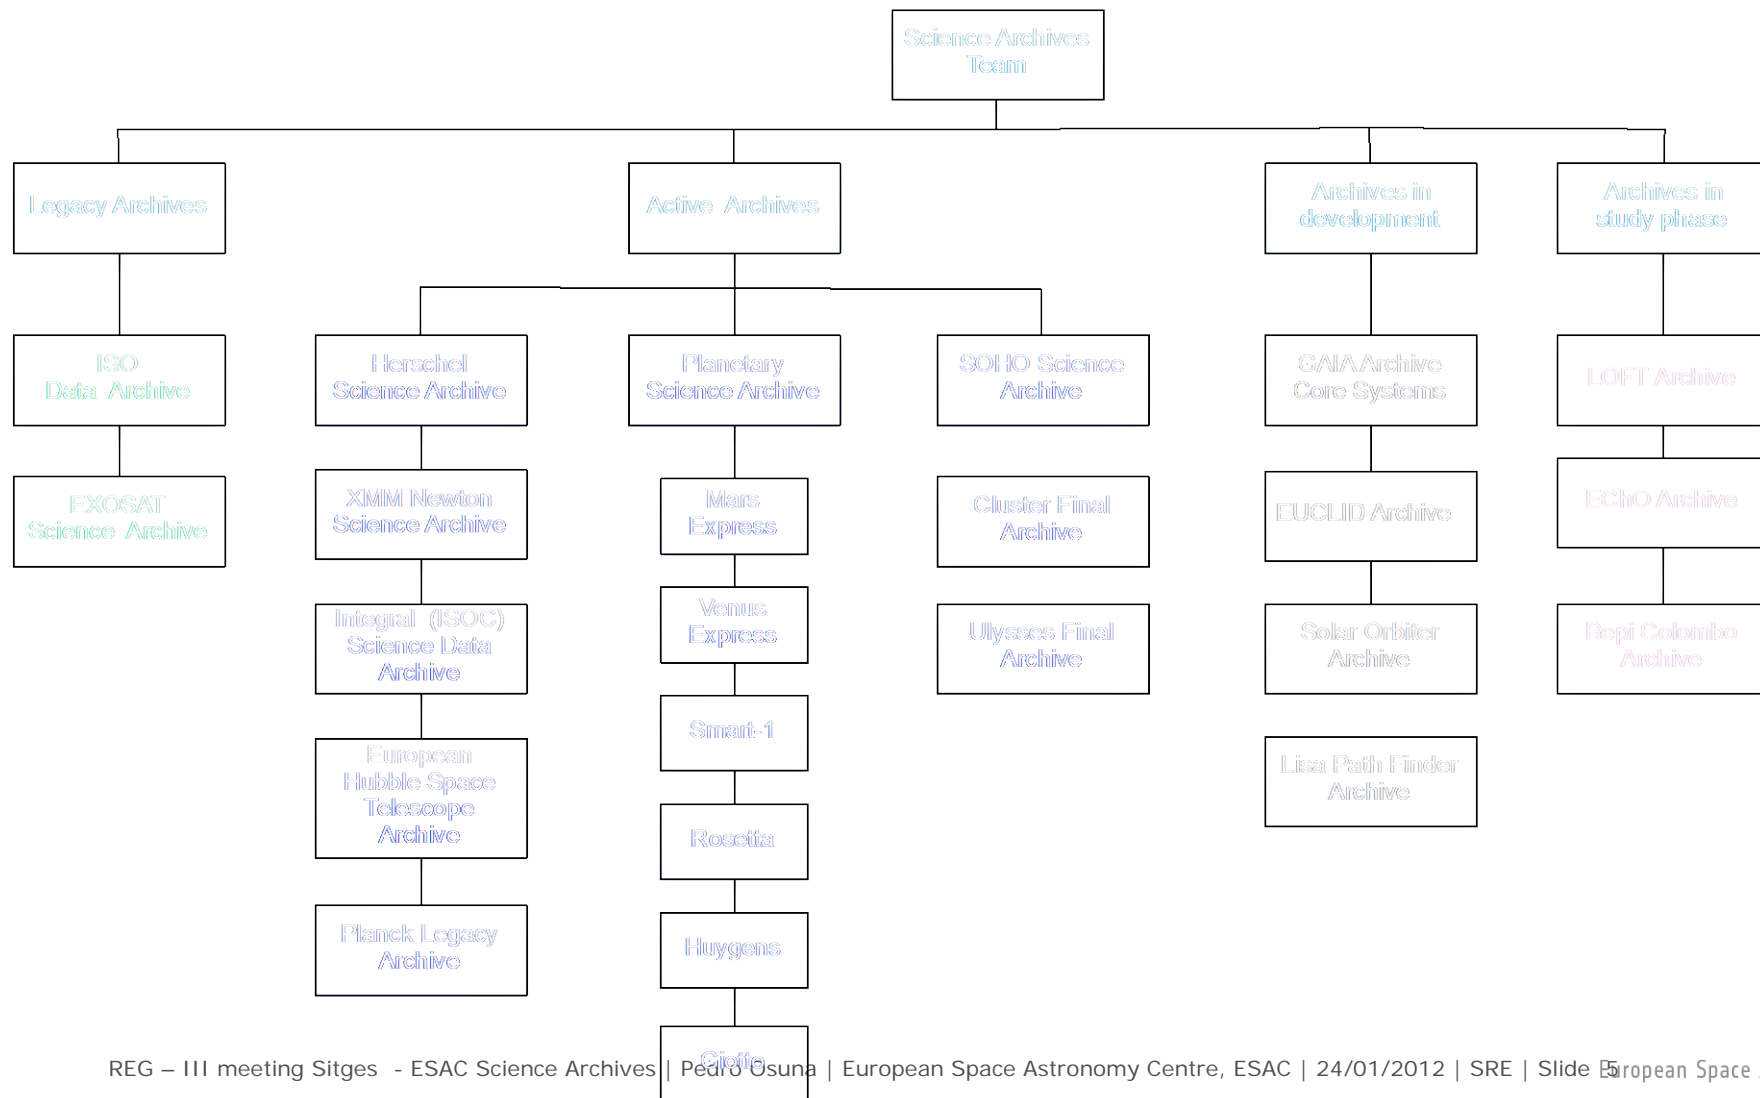 Science Archives
Team
Legacy Archives
Active Archives
Archives in
development
Archives in
study phase
ISO
Data Archive
EXOSAT
Science Archive
Herschel
Science Archive
XMM Newton
Science Archive
Integral (ISOC)
Science Data
Archive
European
Hubble Space
Telescope
Archive
Planck Legacy
Archive
Planetary
Science Archive
Mars
Express
Venus
Express
Smart-1
Rosetta
Huygens
Giotto
SOHO Science
Archive
Cluster Final
Archive
Ulysses Final
Archive
GAIA Archive
Core Systems
EUCLID Archive
Solar Orbiter
Archive
Lisa Path Finder
Archive
LOFT Archive
EChO Archive
Bepi Colombo
Archive
REG – III meeting Sitges - ESAC Science Archives | Pedro Osuna | European Space Astronomy Centre, ESAC | 24/01/2012 | SRE | Slide 5
European Space